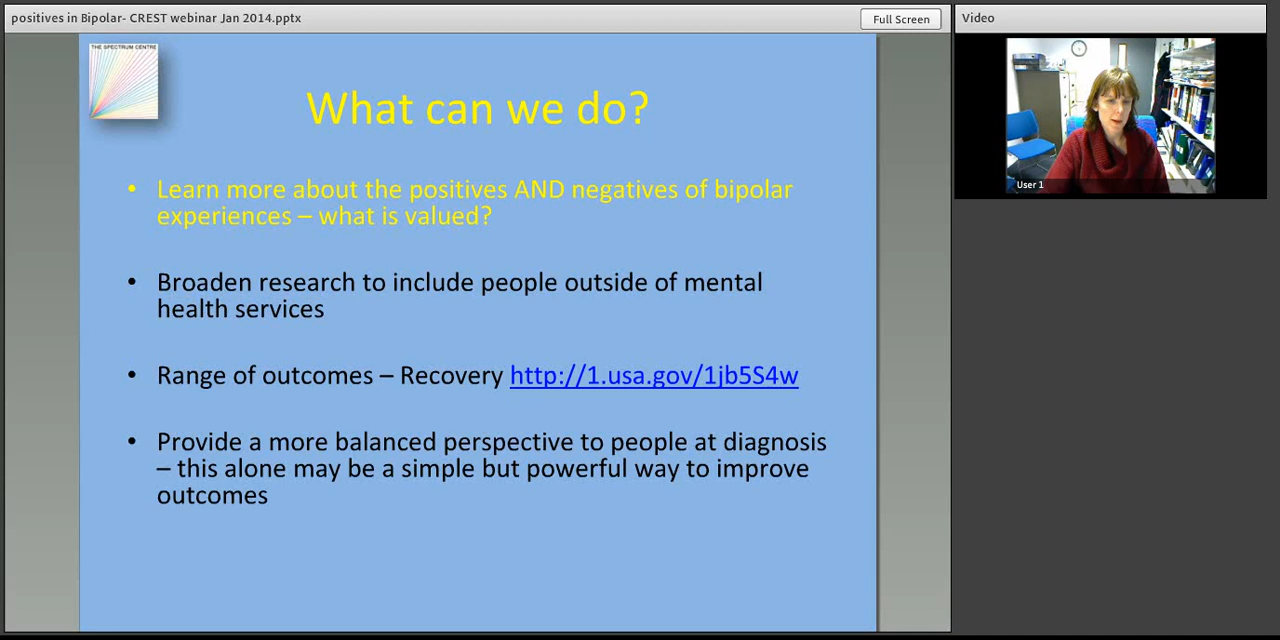 positives in Bipolar- CREST webinar Jan 2014.pptx
Full Screen
Video
THE SPECTRUM CENTRE
What can we do?
• Learn more about the positives AND negatives of bipolar
experiences – what is valued?
• Broaden research to include people outside of mental
health services
• Range of outcomes – Recovery http://1.usa.gov/1jb5S4w
• Provide a more balanced perspective to people at diagnosis
– this alone may be a simple but powerful way to improve
outcomes
User 1